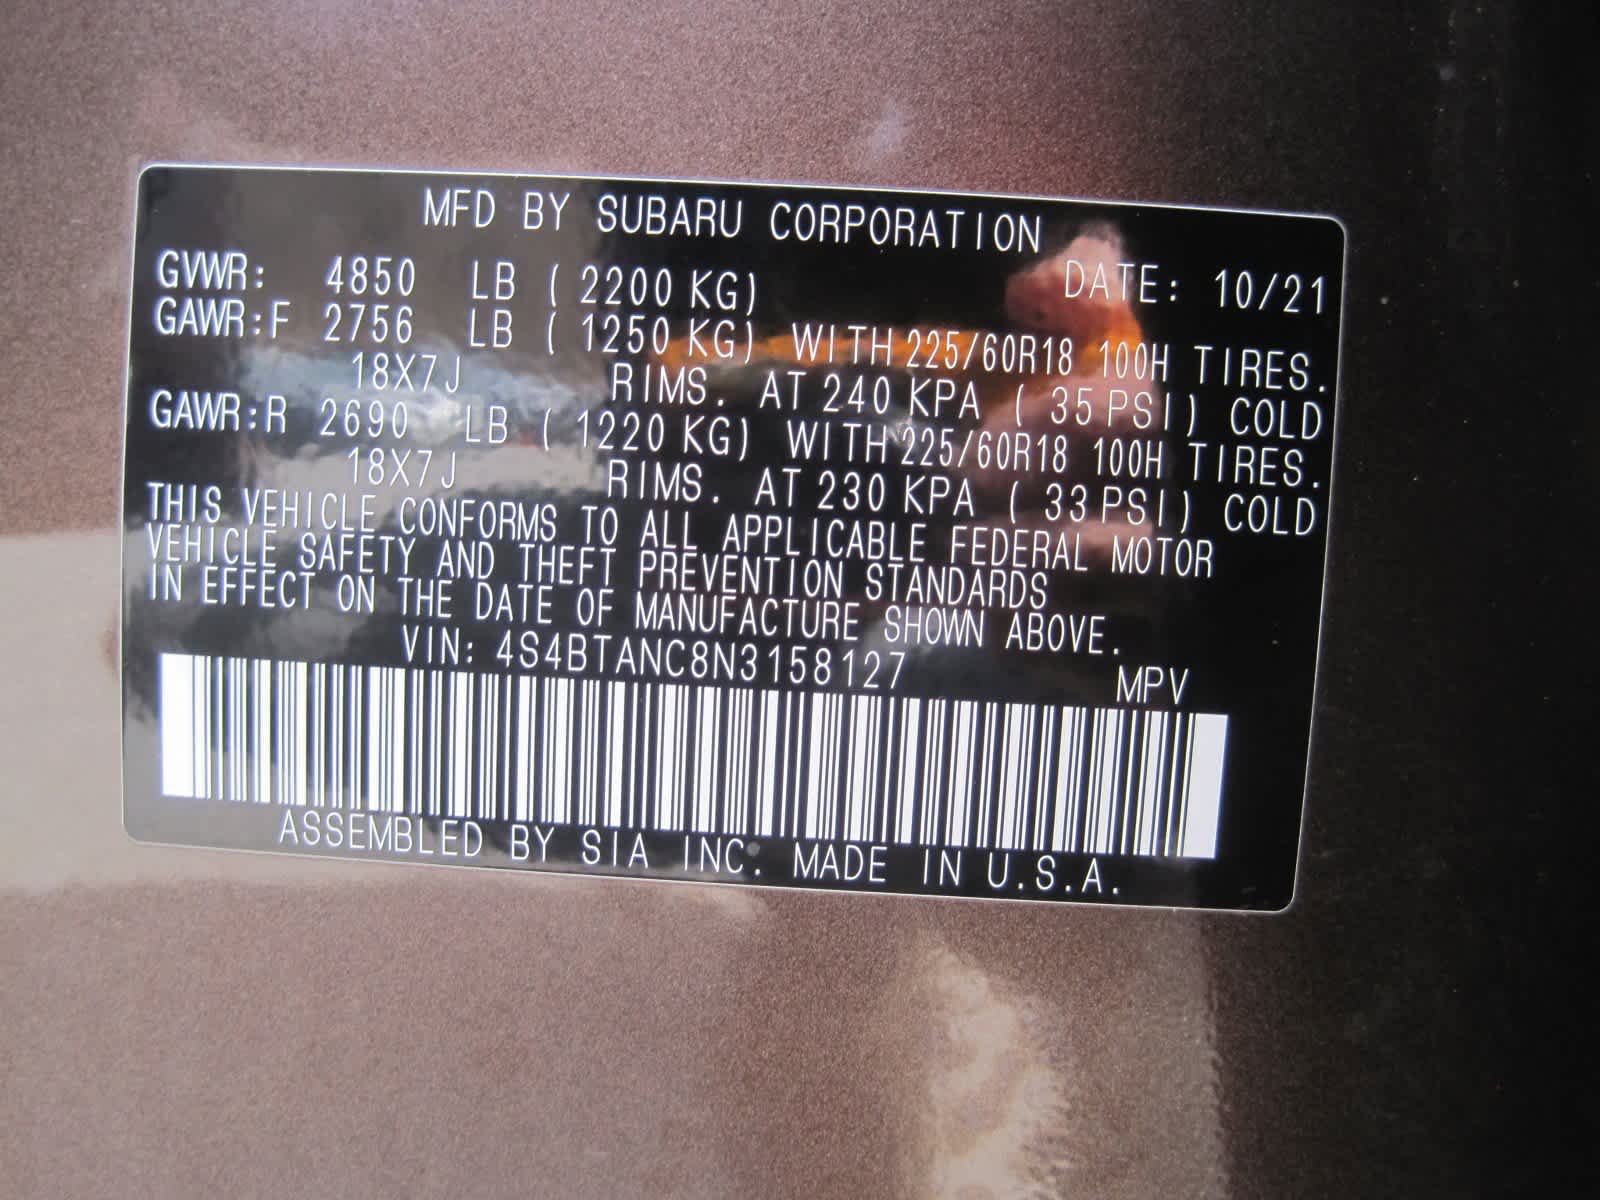 MFD BY SUBARU CORPORATION
GVWR: 4850 LB ( 2200 KG) DATE: 10/21
GAWR:F 2756 LB ( 1250 KG) WITH 225/60R18 100H TIRES.
18X7J RIMS. AT 240 KPA ( 35 PSI) COLD
GAWR:R 2690 LB ( 1220 KG) WITH 225/60R18 100H TIRES.
18X7J RIMS. AT 230 KPA ( 33 PSI) COLD
THIS VEHICLE CONFORMS TO ALL APPLICABLE FEDERAL MOTOR
VEHICLE SAFETY AND THEFT PREVENTION STANDARDS
IN EFFECT ON THE DATE OF MANUFACTURE SHOWN ABOVE.
VIN: 4S4BTANC8N3158127 MPV
ASSEMBLED BY SIA INC. MADE IN U.S.A.